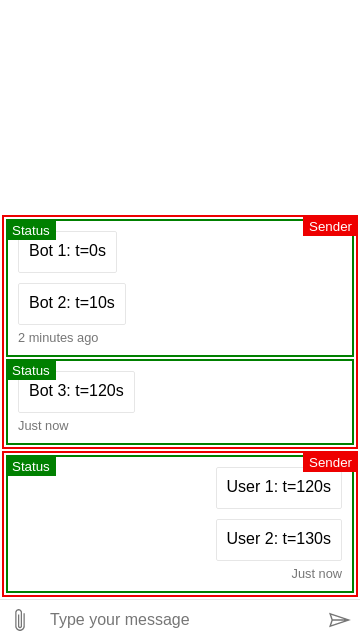 Status
Sender
Bot 1: t=0s
Bot 2: t=10s
2 minutes ago
Status
Bot 3: t=120s
Just now
Status
Sender
User 1: t=120s
User 2: t=130s
Just now
Type your message